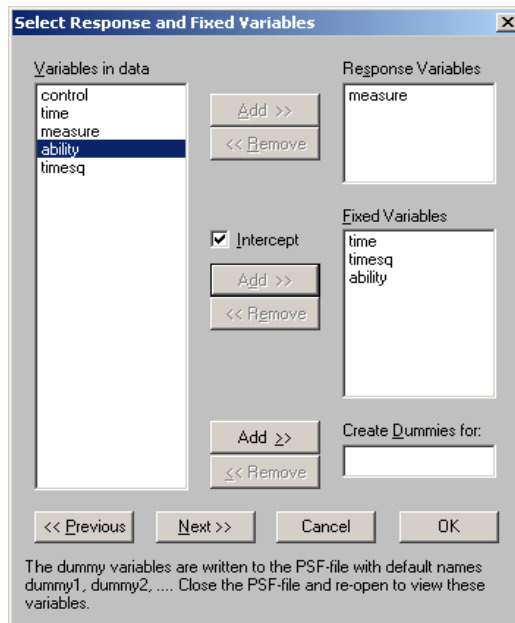 Select Response and Fixed Variables
Variables in data
control
time
measure
ability
timesq
Add >>
<< Remove
Response Variables
measure
Intercept
Add >>
<< Remove
Fixed Variables
time
timesq
ability
Add >>
<< Remove
Create Dummies for:
<< Previous
Next >>
Cancel
OK
The dummy variables are written to the PSF-file with default names
dummy1, dummy2, .... Close the PSF-file and re-open to view these
variables.